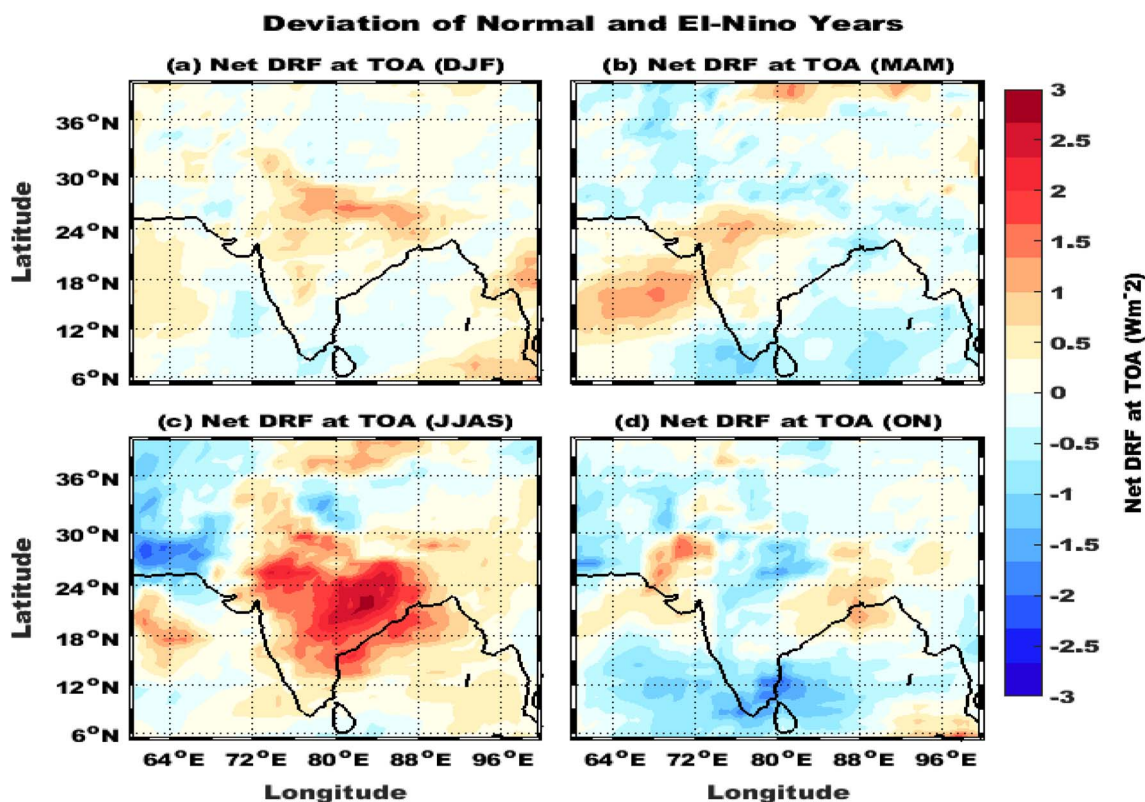 Deviation of Normal and El-Nino Years
(a) Net DRF at TOA (DJF)
(b) Net DRF at TOA (MAM)
36°N
30°N
24°N
18°N
12°N
6°N
Latitude
(c) Net DRF at TOA (JJAS)
(d) Net DRF at TOA (ON)
36°N
30°N
24°N
18°N
12°N
6°N
Latitude
64°E 72°E 80°E 88°E 96°E
64°E 72°E 80°E 88°E 96°E
Longitude
Longitude
3
2.5
2
1.5
1
0.5
0
-0.5
-1
-1.5
-2
-2.5
-3
Net DRF at TOA (Wm^-2)